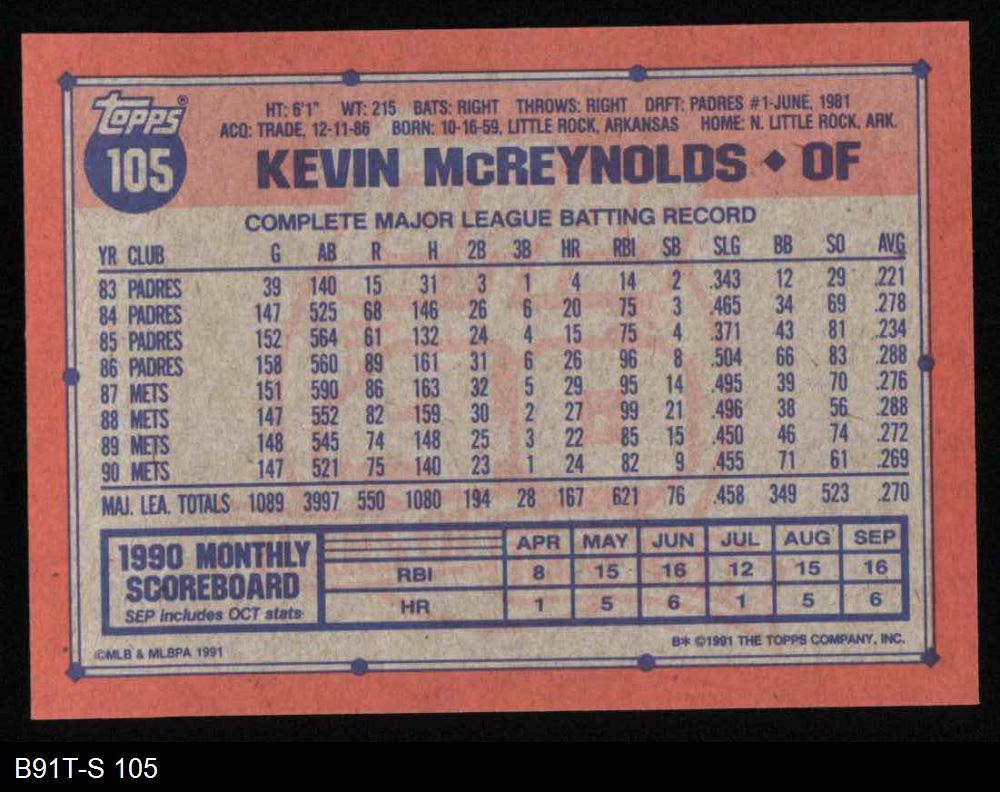 Topps®
105
HT: 6'1" WT: 215 BATS: RIGHT THROWS: RIGHT DRFT: PADRES #1-JUNE, 1981
ACQ: TRADE, 12-11-86 BORN: 10-16-59, LITTLE ROCK, ARKANSAS HOME: N. LITTLE ROCK, ARK.
KEVIN McREYNOLDS ◆ OF
COMPLETE MAJOR LEAGUE BATTING RECORD
YR CLUB G AB R H 2B 3B HR RBI SB SLG BB SO AVG
83 PADRES 39 140 15 31 3 1 4 14 2 .343 12 29 .221
84 PADRES 147 525 68 146 26 6 20 75 3 .465 34 69 .278
85 PADRES 152 564 61 132 24 4 15 75 4 .371 43 81 .234
86 PADRES 158 560 89 161 31 6 26 96 8 .504 66 83 .288
87 METS 151 590 86 163 32 5 29 95 14 .495 39 70 .276
88 METS 147 552 82 159 30 2 27 99 21 .496 38 56 .288
89 METS 148 545 74 148 25 3 22 85 15 .450 46 74 .272
90 METS 147 521 75 140 23 1 24 82 9 .455 71 61 .269
MAJ. LEA. TOTALS 1089 3997 550 1080 194 28 167 621 76 .458 349 523 .270
1990 MONTHLY
SCOREBOARD
SEP includes OCT stats
APR MAY JUN JUL AUG SEP
RBI 8 15 16 12 15 16
HR 1 5 6 1 5 6
©MLB & MLBPA 1991
B* ©1991 THE TOPPS COMPANY, INC.
B91T-S 105